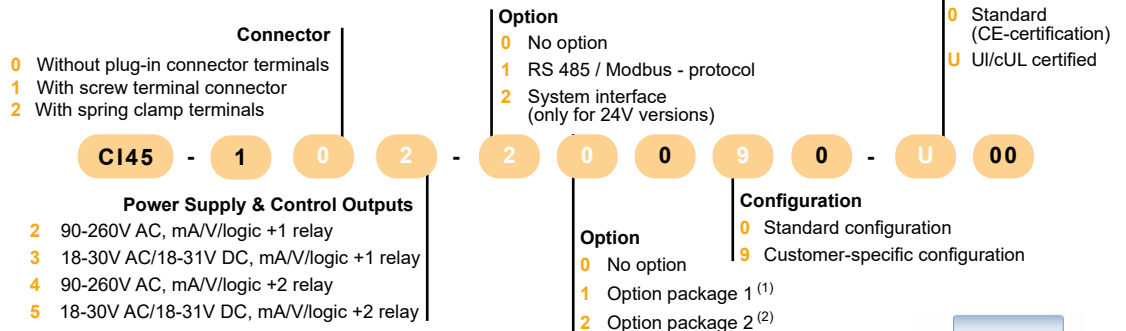 Connector
0 Without plug-in connector terminals
1 With screw terminal connector
2 With spring clamp terminals
Option
0 No option
1 RS 485 / Modbus - protocol
2 System interface
(only for 24V versions)
0 Standard
(CE-certification)
U Ul/cUL certified
CI45 - 1 0 2 - 2 0 0 9 0 - U 00
Power Supply & Control Outputs
2 90-260V AC, mA/V/logic +1 relay
3 18-30V AC/18-31V DC, mA/V/logic +1 relay
4 90-260V AC, mA/V/logic +2 relay
5 18-30V AC/18-31V DC, mA/V/logic +2 relay
Option
0 No option
1 Option package 1 (1)
2 Option package 2 (2)
Configuration
0 Standard configuration
9 Customer-specific configuration